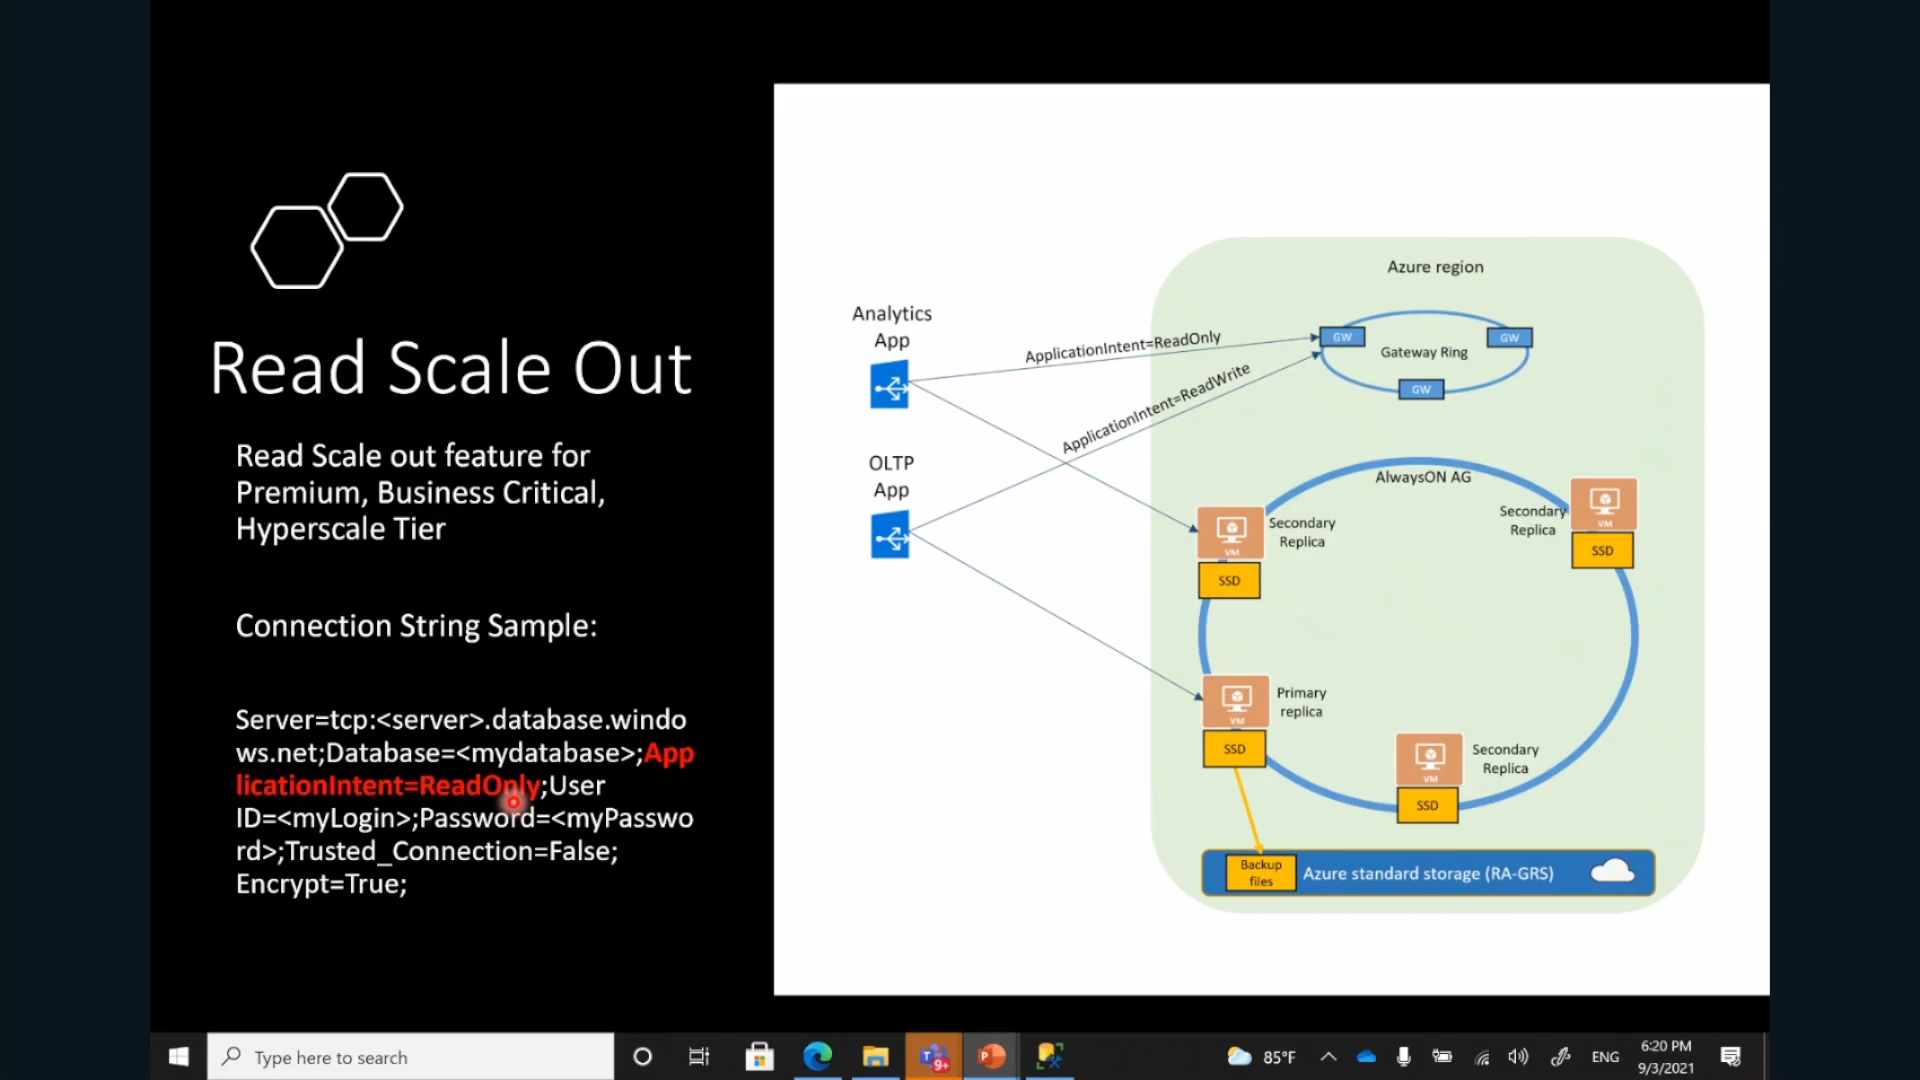 Read Scale Out
Read Scale out feature for
Premium, Business Critical,
Hyperscale Tier
Connection String Sample:
Server=tcp:<server>.database.windo
ws.net;Database=<mydatabase>;App
licationIntent=ReadOnly;User
ID=<myLogin>;Password=<myPasswo
rd>;Trusted_Connection=False;
Encrypt=True;
Azure region
Analytics
App
ApplicationIntent=ReadOnly
GW
GW
Gateway Ring
GW
ApplicationIntent=ReadWrite
OLTP
App
AlwaysON AG
VM
Secondary
Replica
SSD
Secondary
Replica
VM
SSD
VM
Primary
replica
SSD
VM
Secondary
Replica
SSD
Backup
files
Azure standard storage (RA-GRS)
Type here to search
9+
P
85°F
ENG
6:20 PM
9/3/2021